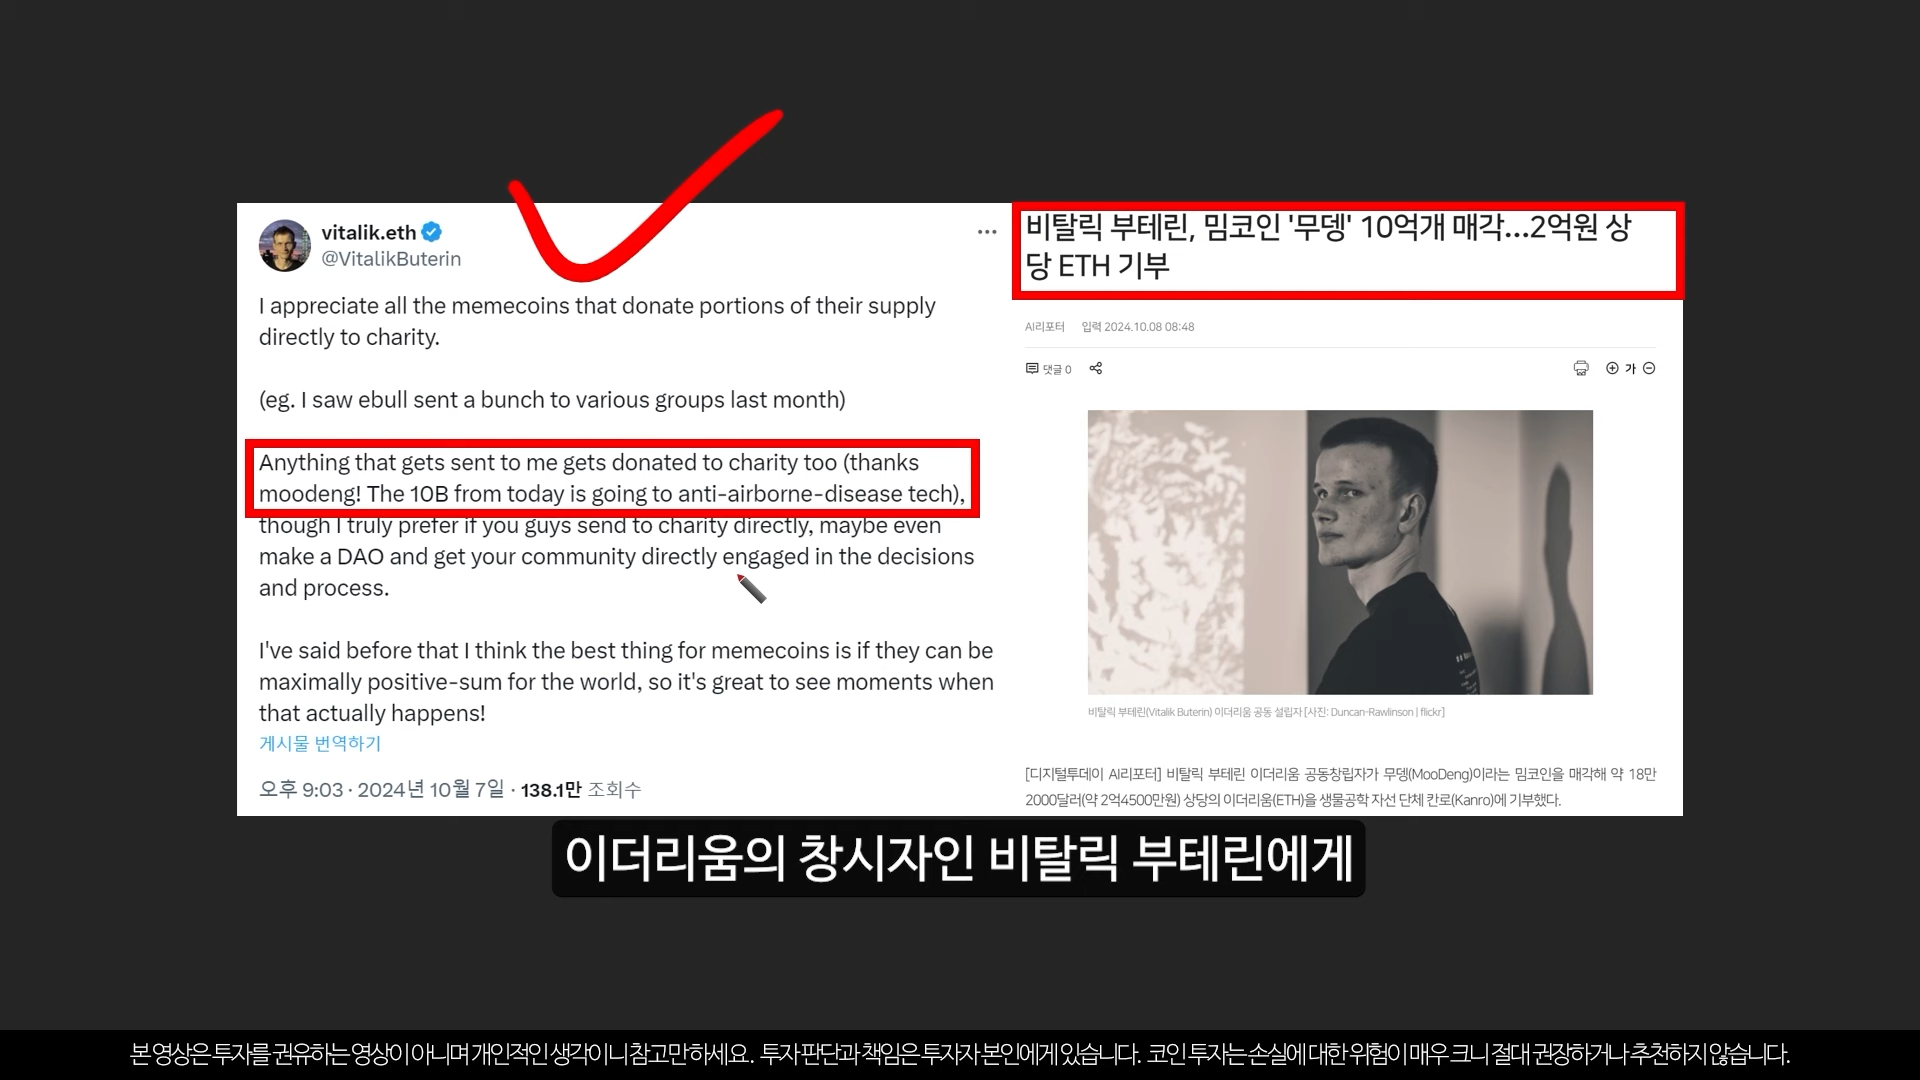 vitalik.eth
@VitalikButerin
I appreciate all the memecoins that donate portions of their supply
directly to charity.
(eg. I saw ebull sent a bunch to various groups last month)
Anything that gets sent to me gets donated to charity too (thanks
moodeng! The 10B from today is going to anti-airborne-disease tech),
though I truly prefer if you guys send to charity directly, maybe even
make a DAO and get your community directly engaged in the decisions
and process.
I've said before that I think the best thing for memecoins is if they can be
maximally positive-sum for the world, so it's great to see moments when
that actually happens!
게시물 번역하기
오후 9:03 · 2024년 10월 7일 · 138.1만 조회수
비탈릭 부테린, 밈코인 '무뎅' 10억개 매각...2억원 상
당 ETH 기부
AI리포터 입력 2024.10.08 08:48
댓글 0 가
비탈릭 부테린(Vitalik Buterin) 이더리움 공동 설립자 [사진: Duncan-Rawlinson | flickr]
[디지털투데이 AI리포터] 비탈릭 부테린 이더리움 공동창립자가 무뎅(MooDeng)이라는 밈코인을 매각해 약 18만
2000달러(약 2억4500만원) 상당의 이더리움(ETH)을 생물공학 자선 단체 칸로(Kanro)에 기부했다.
이더리움의 창시자인 비탈릭 부테린에게
본 영상은 투자를 권유하는 영상이 아니며 개인적인 생각이니 참고만 하세요. 투자 판단과 책임은 투자자 본인에게 있습니다. 코인 투자는 손실에 대한 위험이 매우 크니 절대 권장하거나 추천하지 않습니다.